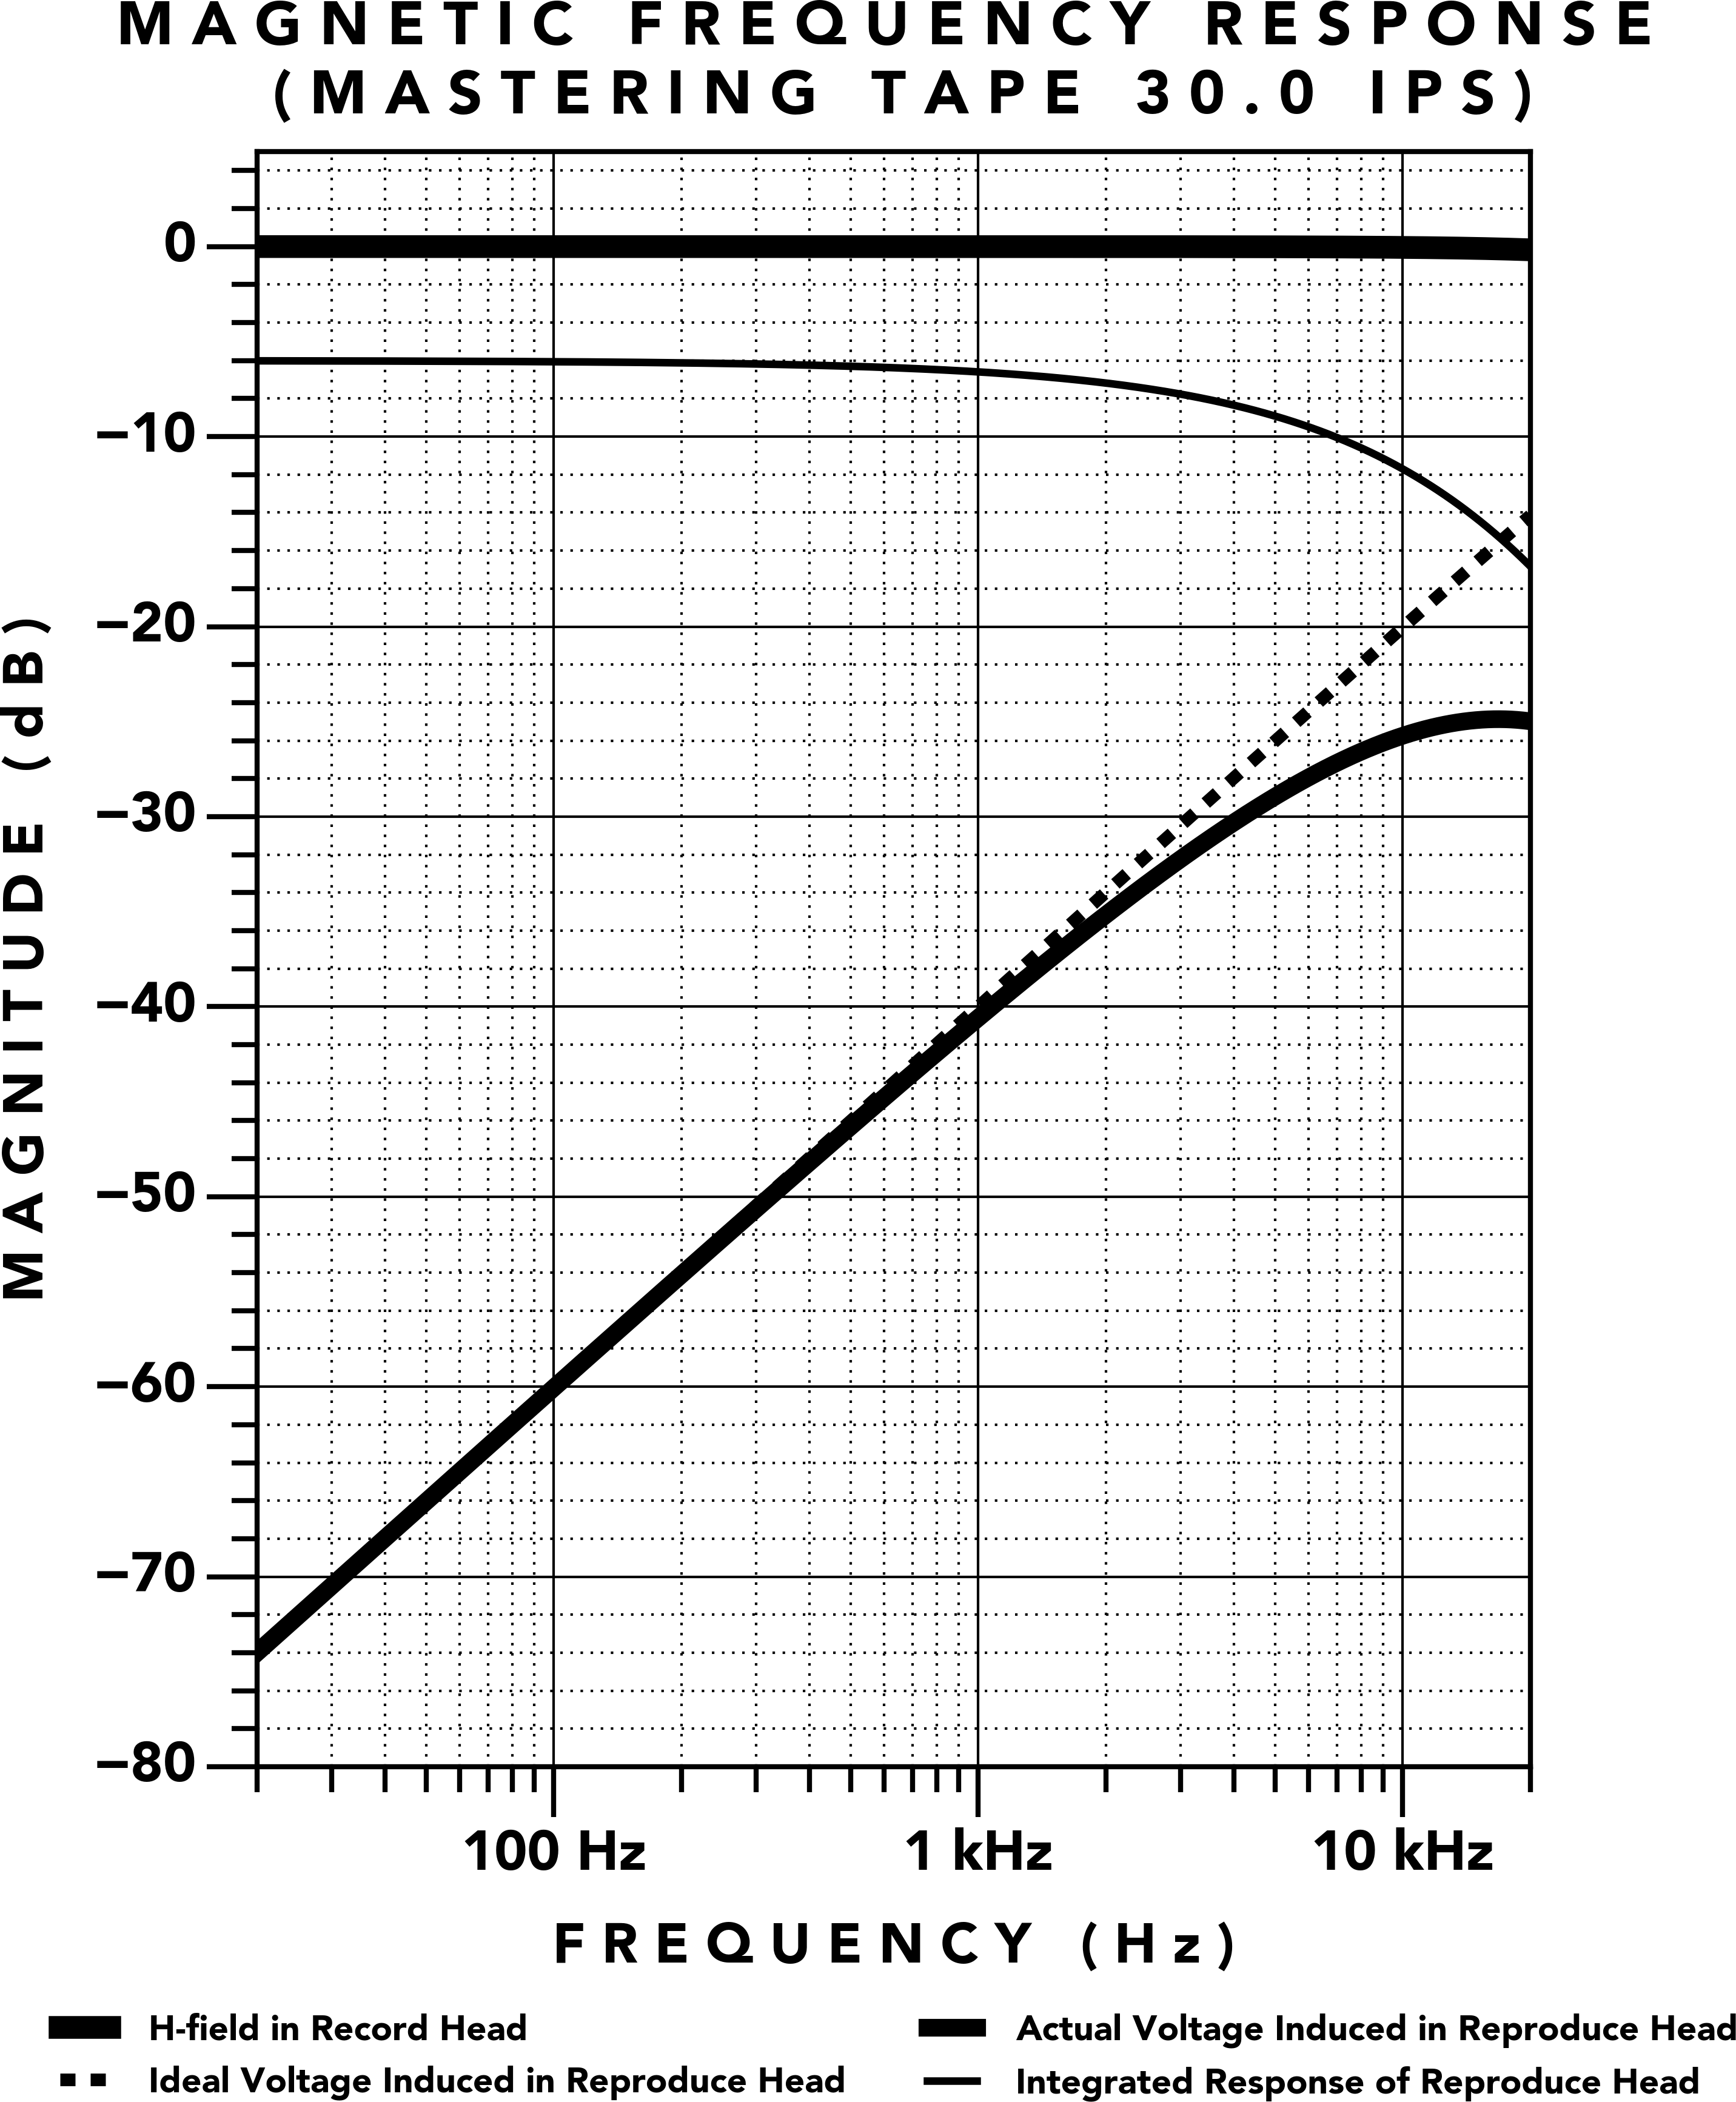 MAGNETIC FREQUENCY RESPONSE
(MASTERING TAPE 30.0 IPS)
MAGNITUDE (dB)
0
−10
−20
−30
−40
−50
−60
−70
−80
100 Hz 1 kHz 10 kHz
FREQUENCY (Hz)
H-field in Record Head
Actual Voltage Induced in Reproduce Head
Ideal Voltage Induced in Reproduce Head
Integrated Response of Reproduce Head